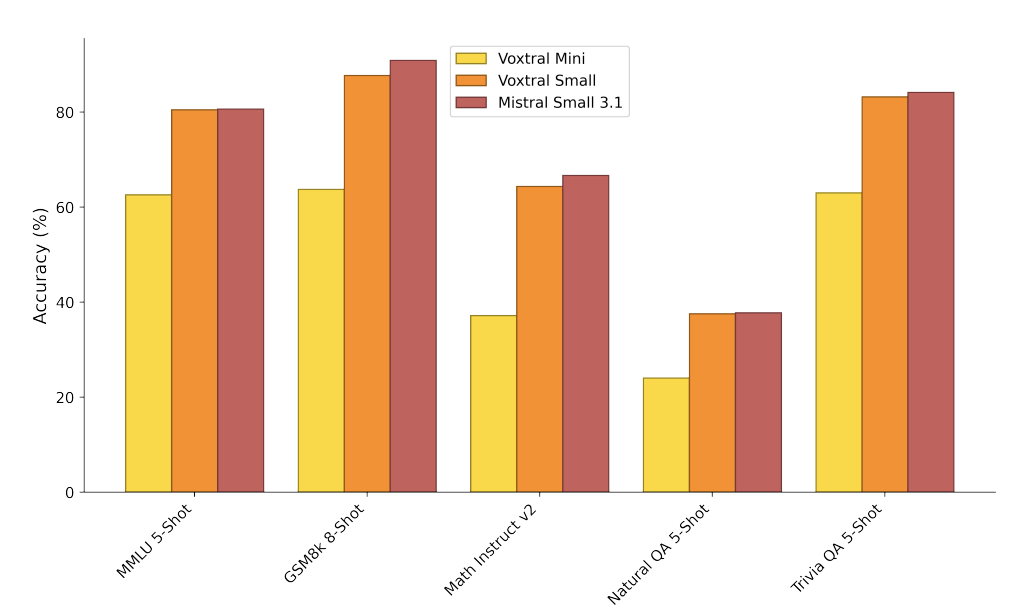 Voxtral Mini
Voxtral Small
Mistral Small 3.1
Accuracy (%)
80
60
40
20
0
MMLU 5-Shot
GSM8k 8-Shot
Math Instruct v2
Natural QA 5-Shot
Trivia QA 5-Shot